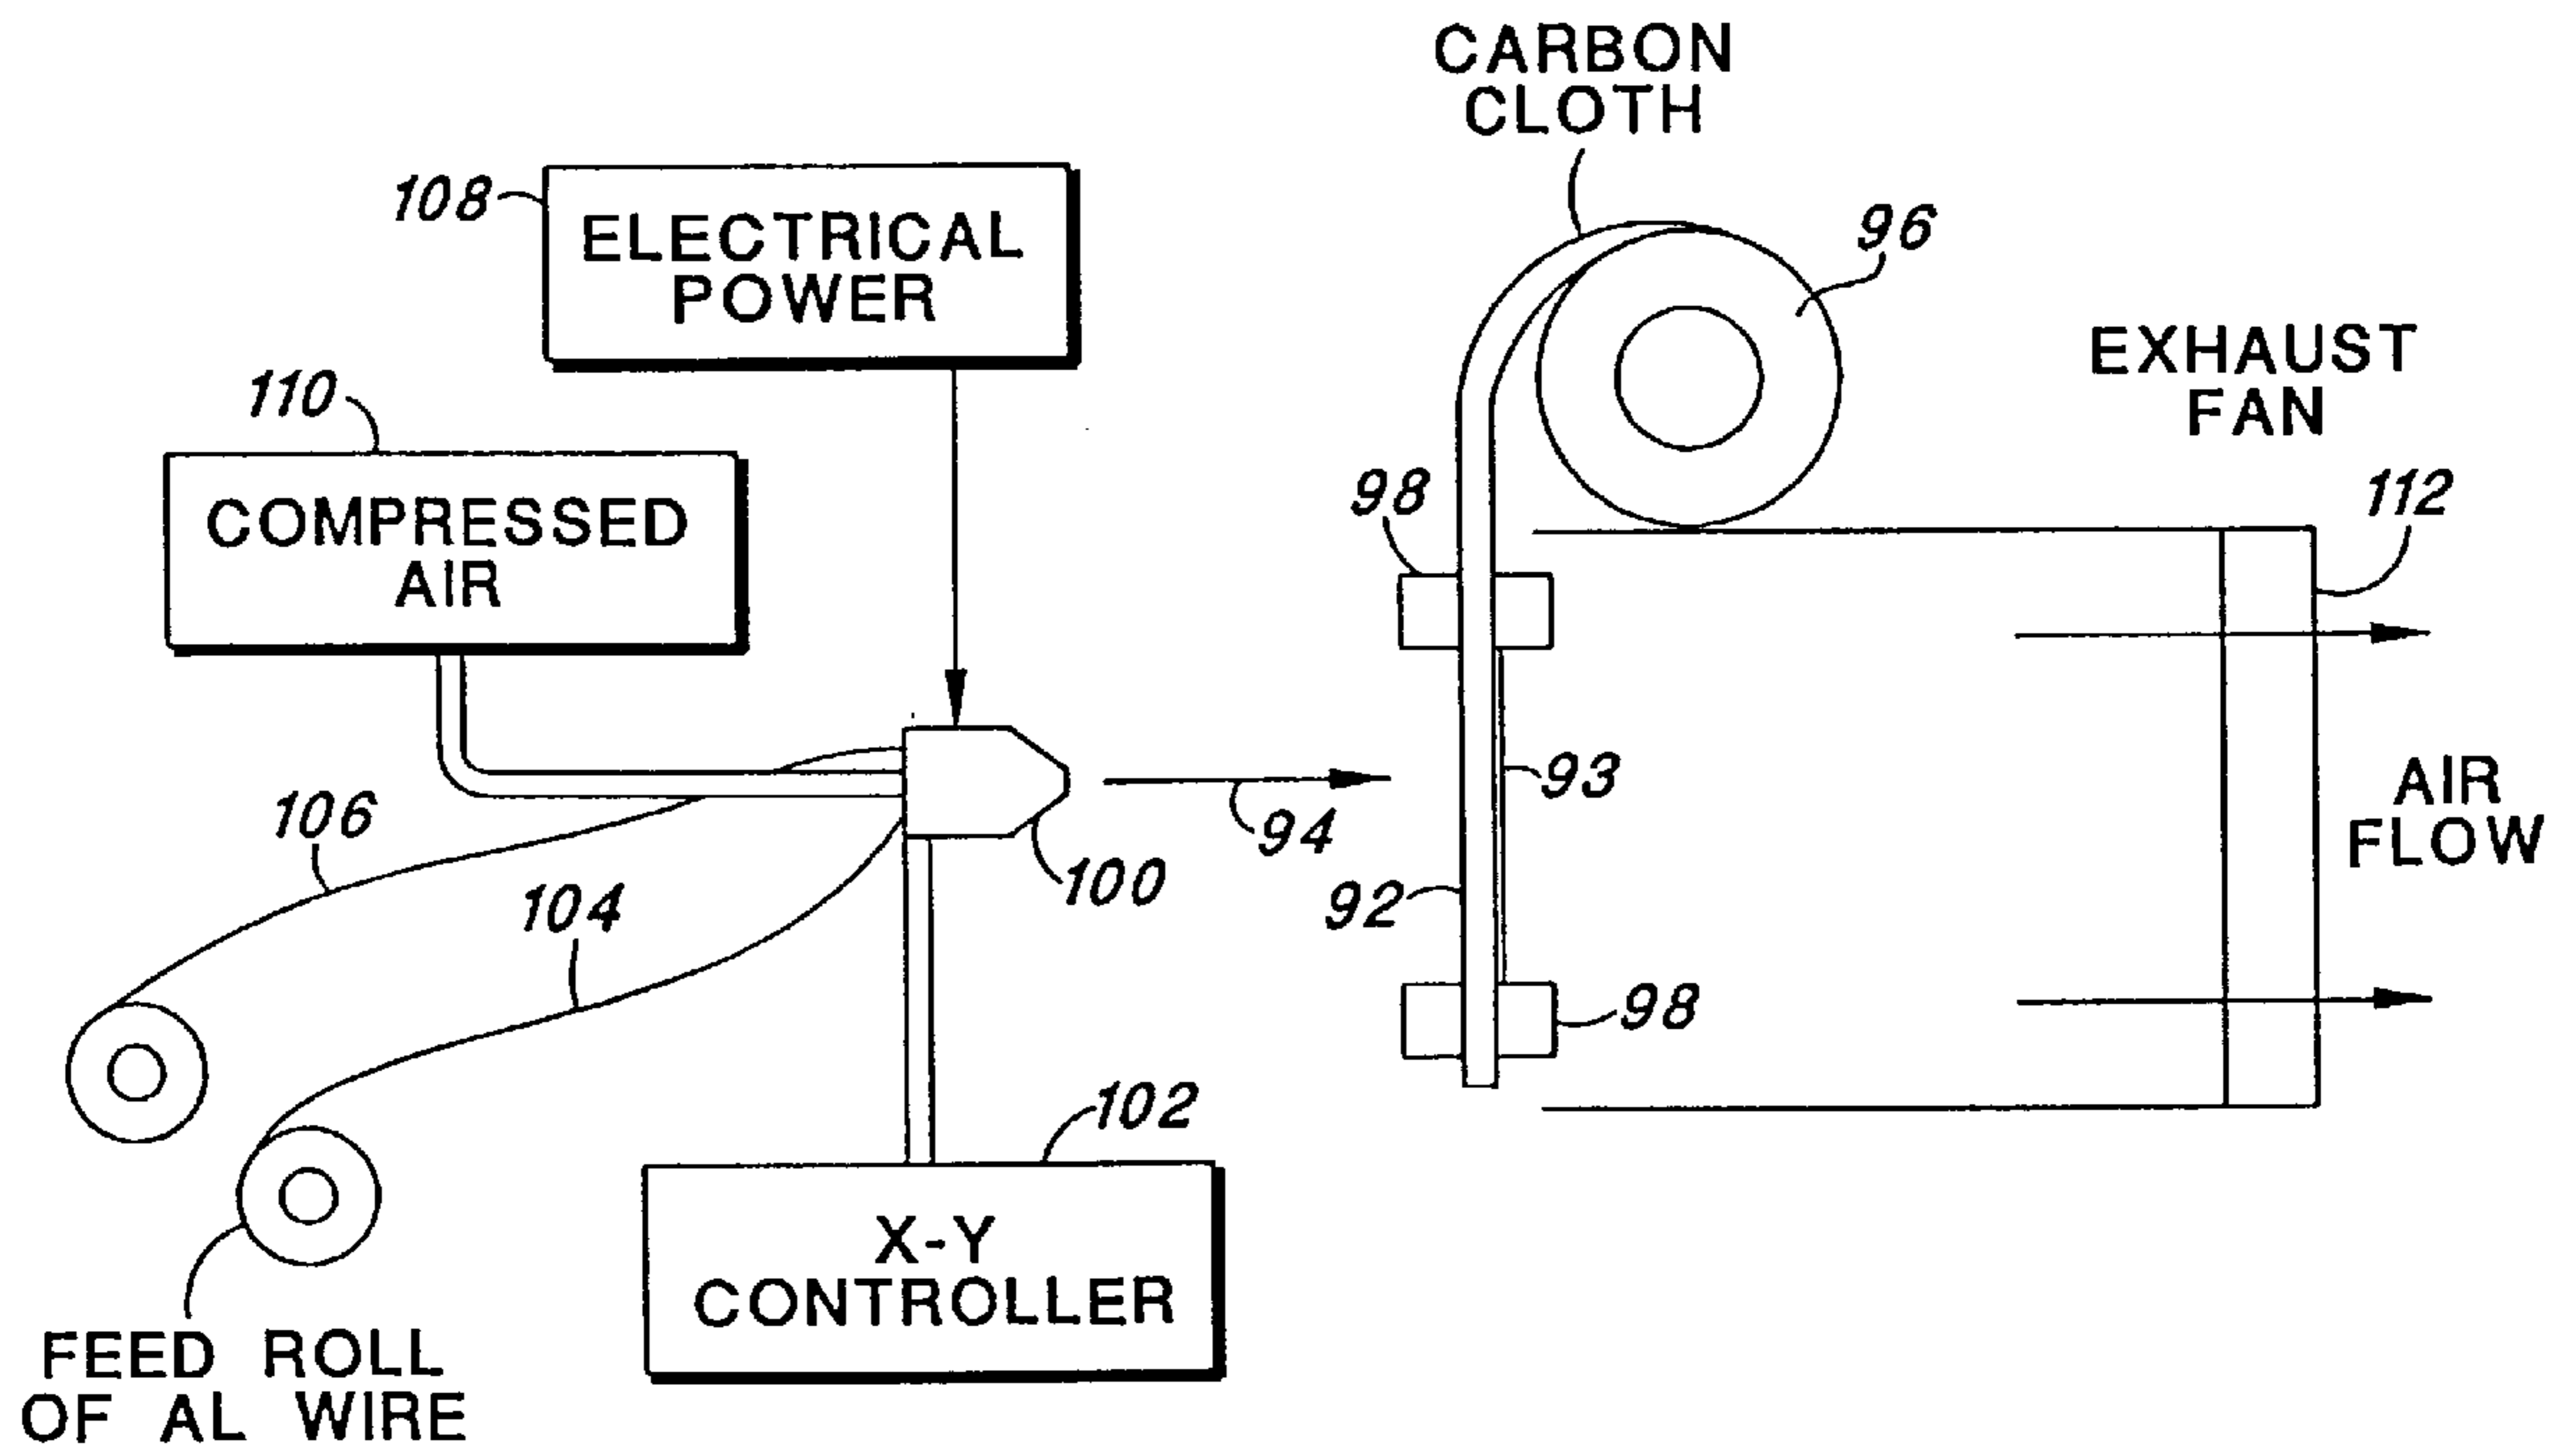 CARBON
CLOTH
108
ELECTRICAL
POWER
96
EXHAUST
FAN
110
COMPRESSED
AIR
98
112
106
104
100
94
93
92
AIR
FLOW
98
102
X-Y
CONTROLLER
FEED ROLL
OF AL WIRE